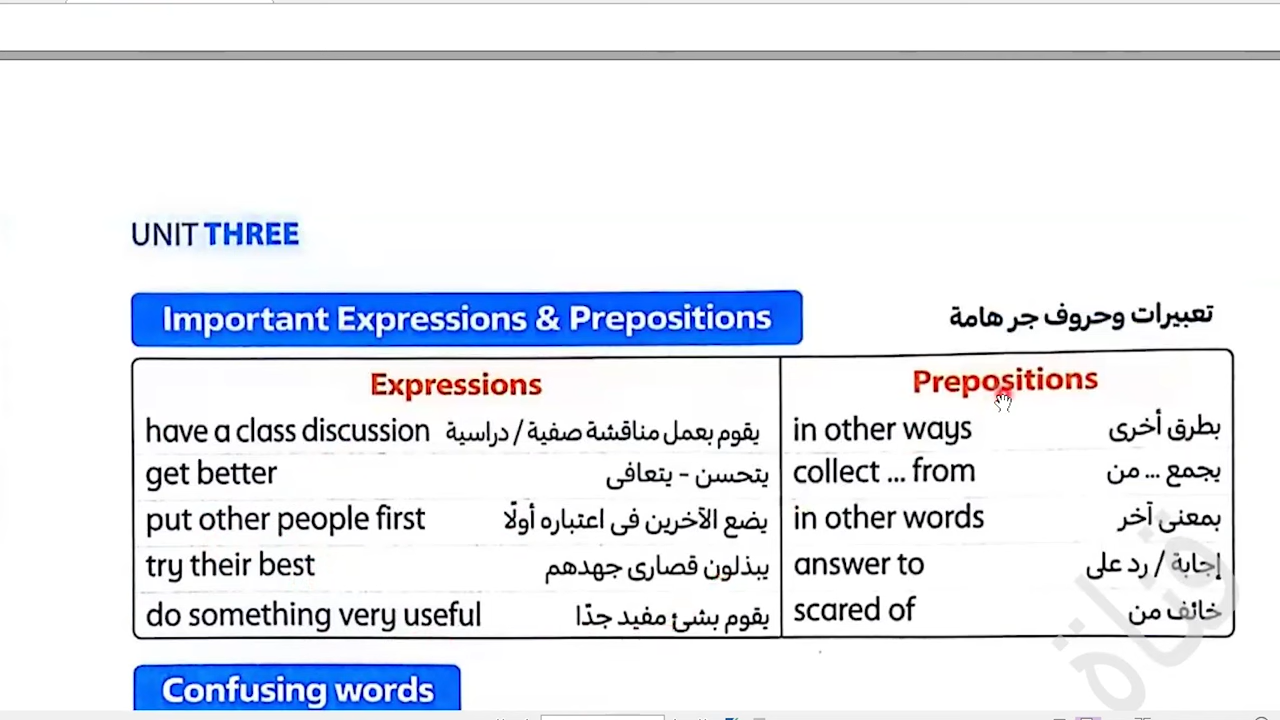 UNIT THREE
Important Expressions & Prepositions تعبيرات وحروف جر هامة
Expressions Prepositions
have a class discussion يقوم بعمل مناقشة صفية / دراسية in other ways بطرق أخرى
get better يتحسن - يتعافى collect ... from يجمع ... من
put other people first يضع الآخرين فى اعتباره أولًا in other words بمعنى آخر
try their best يبذلون قصارى جهدهم answer to إجابة / رد على
do something very useful يقوم بشئ مفيد جدًا scared of خائف من
Confusing words
قناة